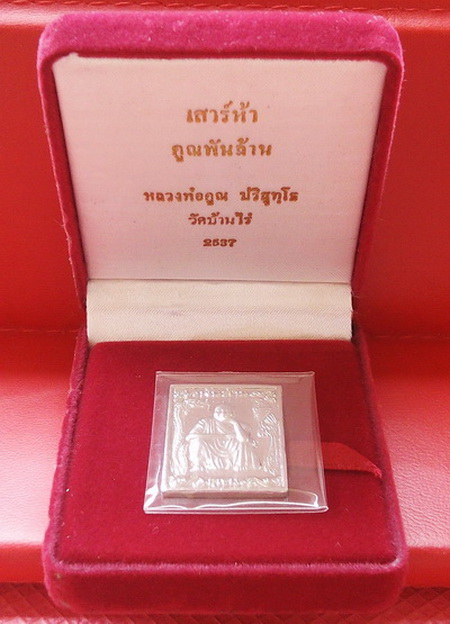 เสาร์ห้า
คูณพันล้าน
หลวงพ่อคูณ ปริสุทฺโธ
วัดบ้านไร่
2537